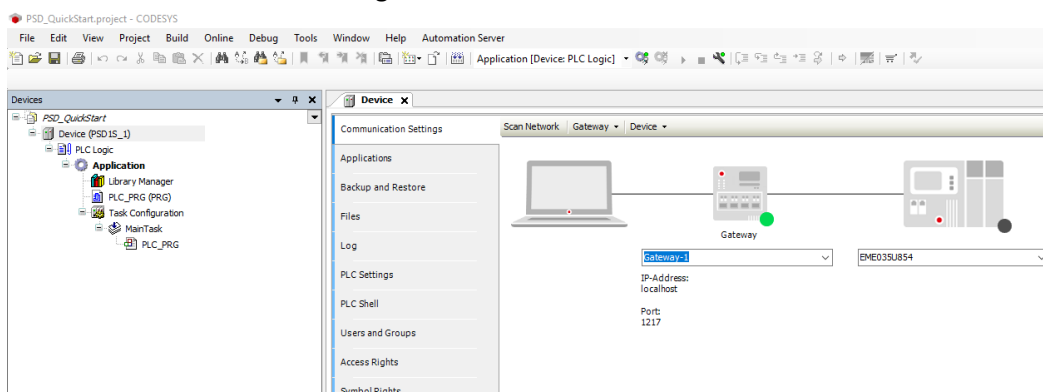 PSD_QuickStart.project - CODESYS
File Edit View Project Build Online Debug Tools Window Help Automation Server
Application [Device: PLC Logic]
Devices
Device
PSD_QuickStart
Device (PSD1S_1)
PLC Logic
Application
Library Manager
PLC_PRG (PRG)
Task Configuration
MainTask
PLC_PRG
Communication Settings
Applications
Backup and Restore
Files
Log
PLC Settings
PLC Shell
Users and Groups
Access Rights
Symbol Rights
Scan Network Gateway Device
Gateway
Gateway-1
EME035U854
IP-Address:
localhost
Port:
1217